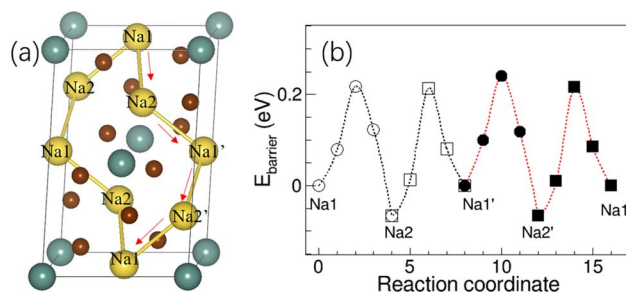 (a)
Na1
Na2
Na2
Na1
Na1'
Na2
Na2'
Na1
(b)
E_barrier (eV)
0.2
0
Na1
Na2
Na1'
Na2'
Na1
0 5 10 15
Reaction coordinate